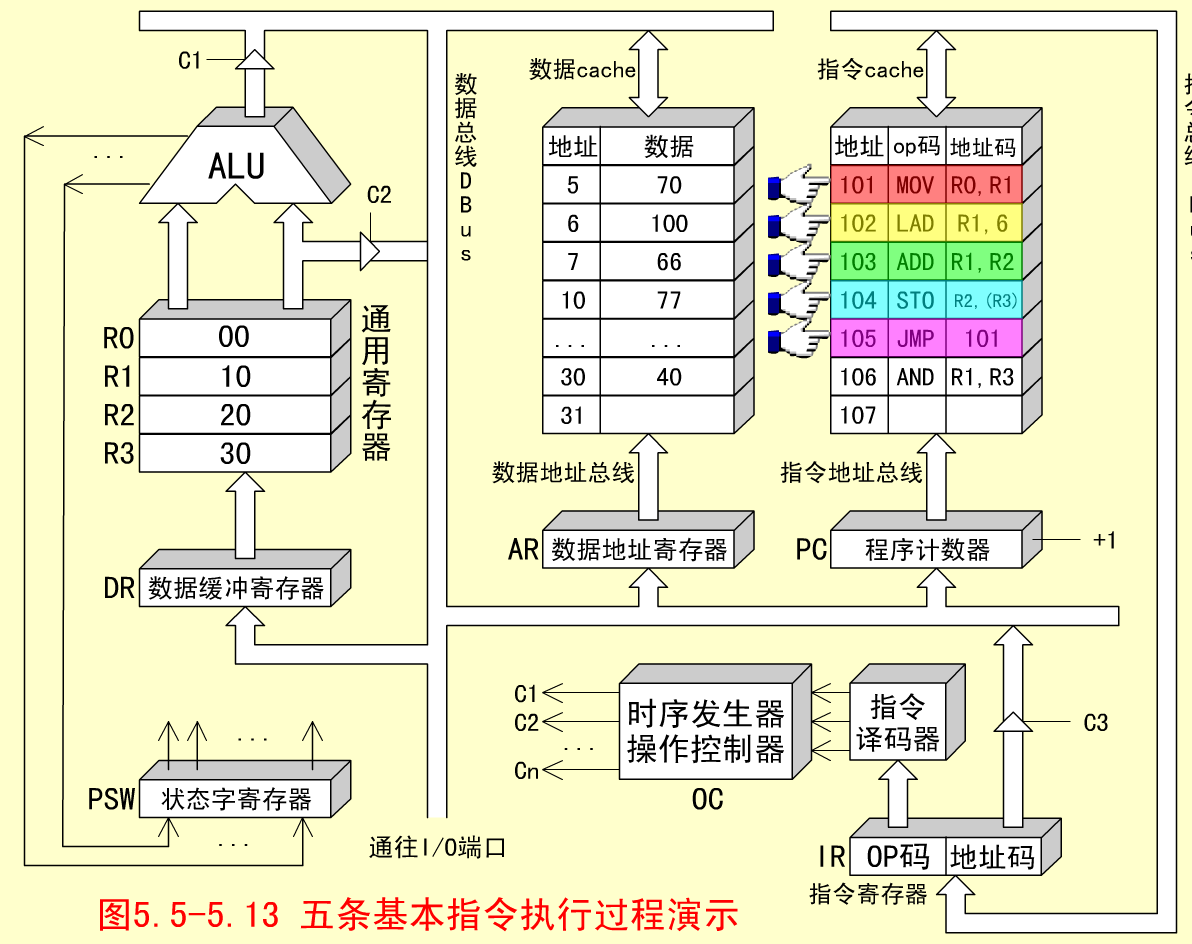 C1
数据cache
指令cache
数据总线DBus
ALU
C2
地址 数据
5 70
6 100
7 66
10 77
... ...
30 40
31
地址 op码 地址码
101 MOV R0,R1
102 LAD R1,6
103 ADD R1,R2
104 STO R2,(R3)
105 JMP 101
106 AND R1,R3
107
...
通用寄存器
R0 00
R1 10
R2 20
R3 30
数据地址总线
指令地址总线
AR 数据地址寄存器
PC 程序计数器
+1
DR 数据缓冲寄存器
C1
C2
...
Cn
时序发生器
操作控制器
OC
指令
译码器
C3
...
PSW 状态字寄存器
...
通往I/O端口
IR OP码 地址码
指令寄存器
图5.5-5.13 五条基本指令执行过程演示